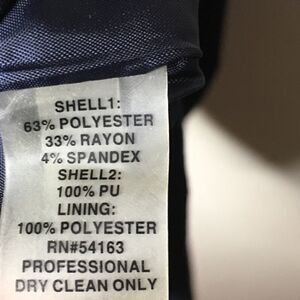 SHELL1:
63% POLYESTER
33% RAYON
4% SPANDEX
SHELL2:
100% PU
LINING:
100% POLYESTER
RN#54163
PROFESSIONAL
DRY CLEAN ONLY